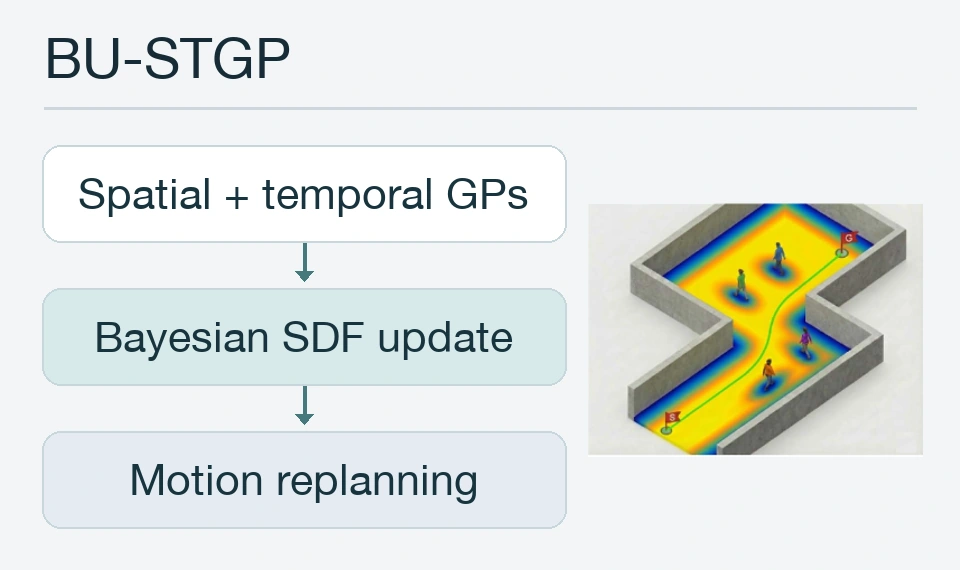 BU-STGP
Spatial + temporal GPs
Bayesian SDF update
Motion replanning
G
S